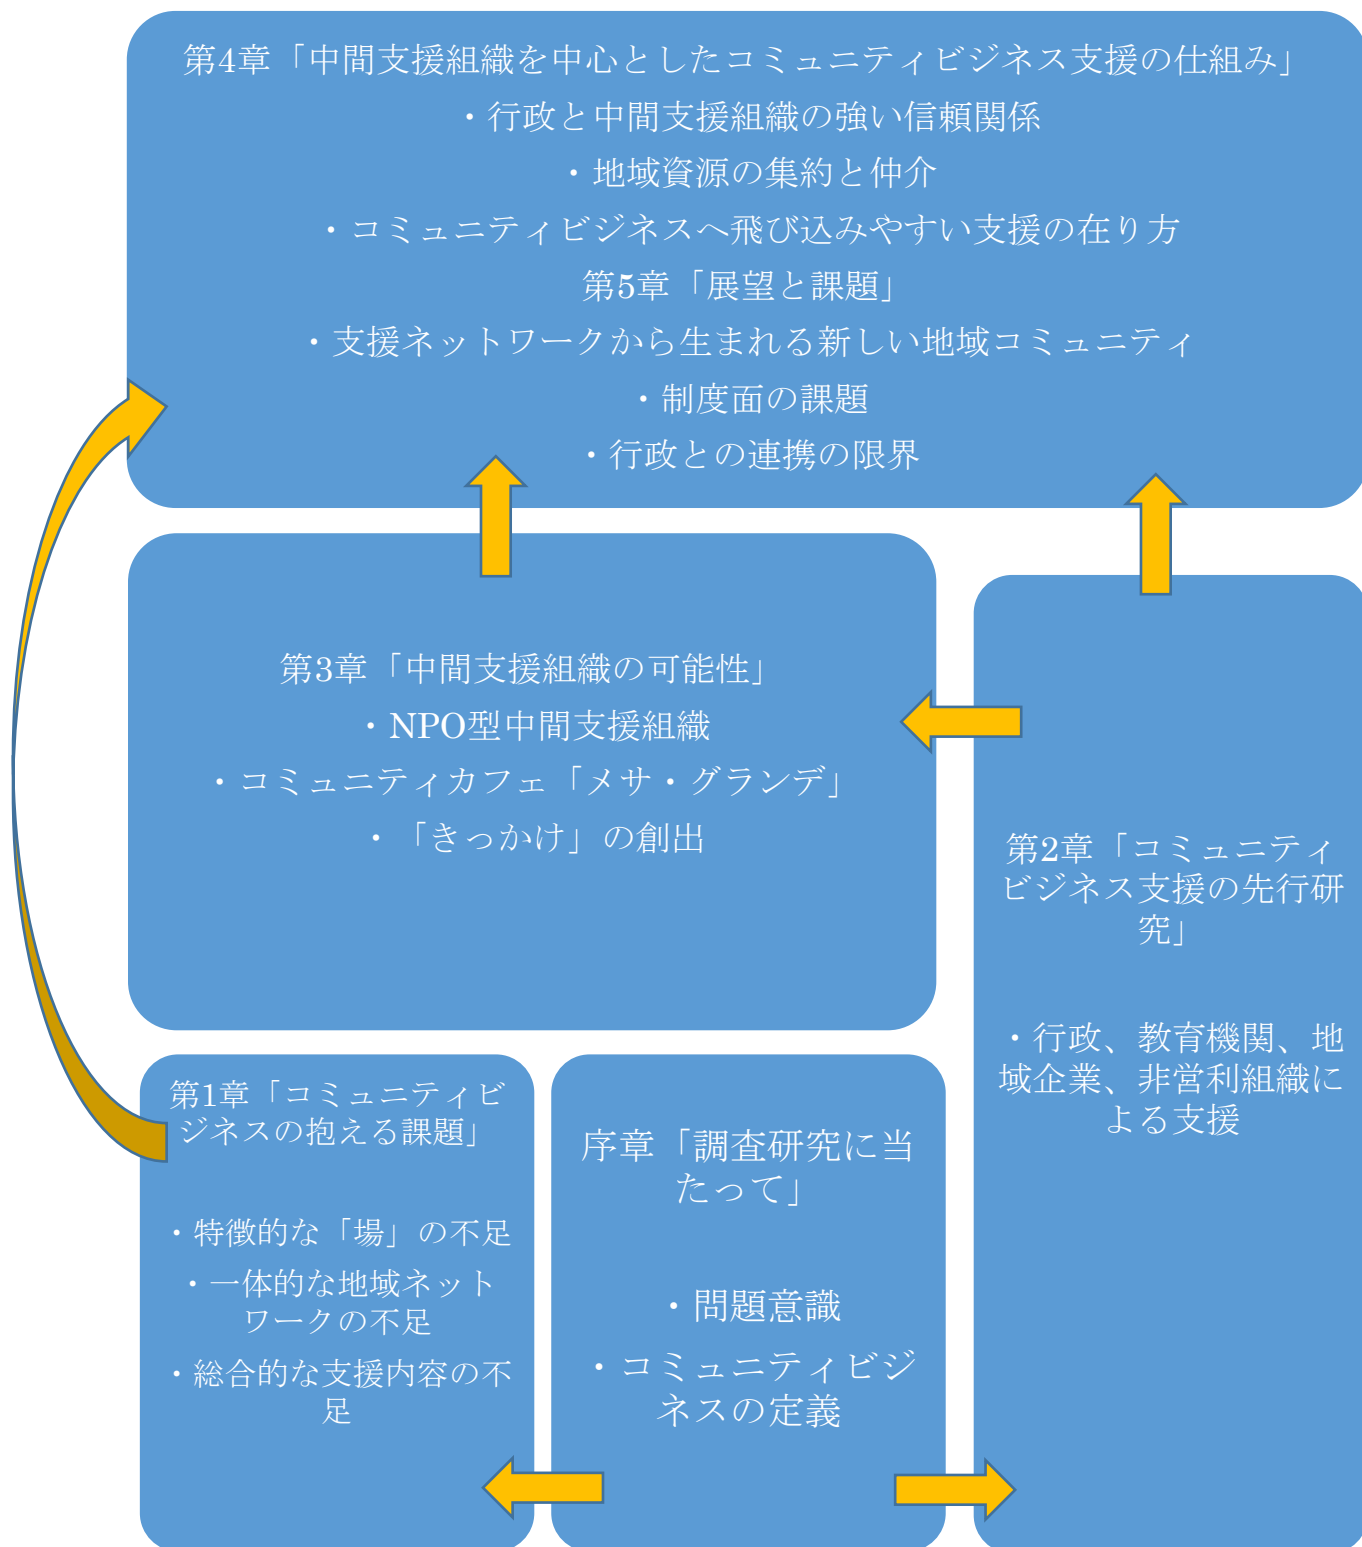 第4章「中間支援組織を中心としたコミュニティビジネス支援の仕組み」
・行政と中間支援組織の強い信頼関係
・地域資源の集約と仲介
・コミュニティビジネスへ飛び込みやすい支援の在り方
第5章「展望と課題」
・支援ネットワークから生まれる新しい地域コミュニティ
・制度面の課題
・行政との連携の限界
第3章「中間支援組織の可能性」
・NPO型中間支援組織
・コミュニティカフェ「メサ・グランデ」
・「きっかけ」の創出
第2章「コミュニティ
ビジネス支援の先行研
究」
・行政、教育機関、地
域企業、非営利組織に
よる支援
第1章「コミュニティビ
ジネスの抱える課題」
・特徴的な「場」の不足
・一体的な地域ネット
ワークの不足
・総合的な支援内容の不
足
序章「調査研究に当
たって」
・問題意識
・コミュニティビジ
ネスの定義